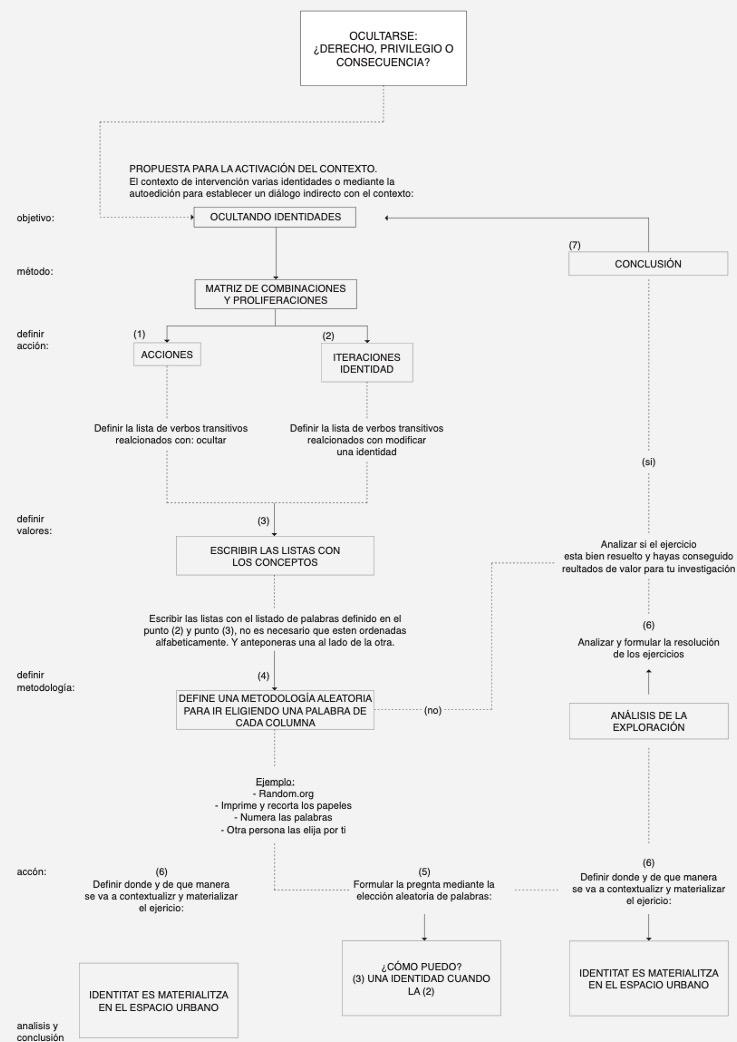 OCULTARSE:
¿DERECHO, PRIVILEGIO O
CONSECUENCIA?
PROPUESTA PARA LA ACTIVACIÓN DEL CONTEXTO.
El contexto de intervención varias identidades o mediante la
autoedición para establecer un diálogo indirecto con el contexto:
objetivo:
OCULTANDO IDENTIDADES
(7)
CONCLUSIÓN
método:
MATRIZ DE COMBINACIONES
Y PROLIFERACIONES
definir
acción:
(1)
ACCIONES
(2)
ITERACIONES
IDENTIDAD
Definir la lista de verbos transitivos
realcionados con: ocultar
Definir la lista de verbos transitivos
realcionados con modificar
una identidad
(si)
definir
valores:
(3)
ESCRIBIR LAS LISTAS CON
LOS CONCEPTOS
Analizar si el ejercicio
esta bien resuelto y hayas conseguido
reultados de valor para tu investigación
Escribir las listas con el listado de palabras definido en el
punto (2) y punto (3), no es necesario que esten ordenadas
alfabeticamente. Y anteponeras una al lado de la otra.
(6)
Analizar y formular la resolución
de los ejercicios
definir
metodología:
(4)
DEFINE UNA METODOLOGÍA ALEATORIA
PARA IR ELIGIENDO UNA PALABRA DE
CADA COLUMNA
(no)
ANÁLISIS DE LA
EXPLORACIÓN
Ejemplo:
- Random.org
- Imprime y recorta los papeles
- Numera las palabras
- Otra persona las elija por ti
accón:
(6)
Definir donde y de que manera
se va a contextualizr y materializar
el ejericio:
(5)
Formular la pregnta mediante la
elección aleatoria de palabras:
(6)
Definir donde y de que manera
se va a contextualizr y materializar
el ejericio:
IDENTITAT ES MATERIALITZA
EN EL ESPACIO URBANO
¿CÓMO PUEDO?
(3) UNA IDENTIDAD CUANDO
LA (2)
IDENTITAT ES MATERIALITZA
EN EL ESPACIO URBANO
analisis y
conclusión